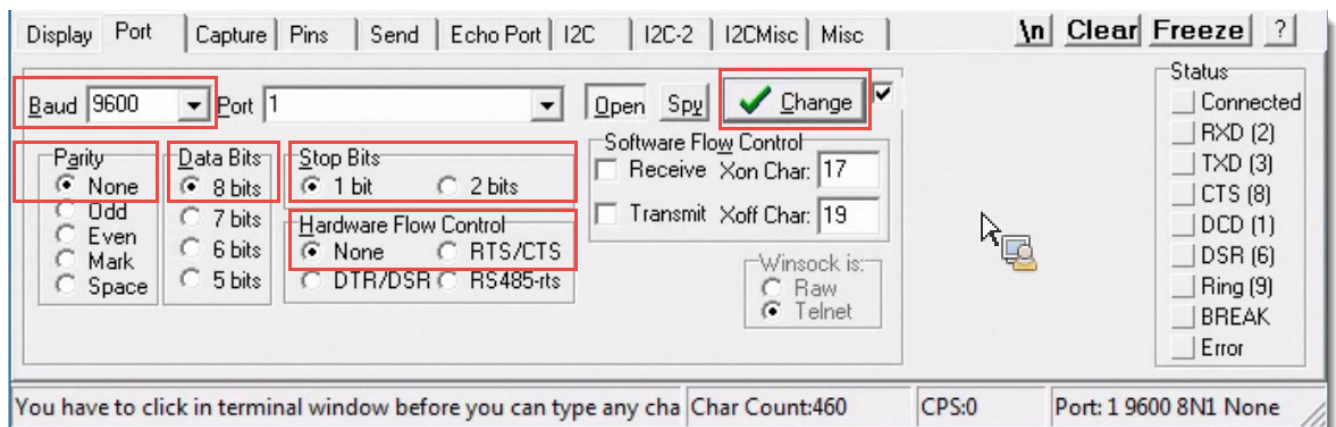 Display Port Capture Pins Send Echo Port I2C I2C-2 I2CMisc Misc \n Clear Freeze ?
Baud 9600 Port 1 Open Spy Change
Parity
None
Odd
Even
Mark
Space
Data Bits
8 bits
7 bits
6 bits
5 bits
Stop Bits
1 bit 2 bits
Hardware Flow Control
None RTS/CTS
DTR/DSR RS485-rts
Software Flow Control
Receive Xon Char: 17
Transmit Xoff Char: 19
Winsock is:
Raw
Telnet
Status
Connected
RXD (2)
TXD (3)
CTS (8)
DCD (1)
DSR (6)
Ring (9)
BREAK
Error
You have to click in terminal window before you can type any cha Char Count:460 CPS:0 Port: 1 9600 8N1 None